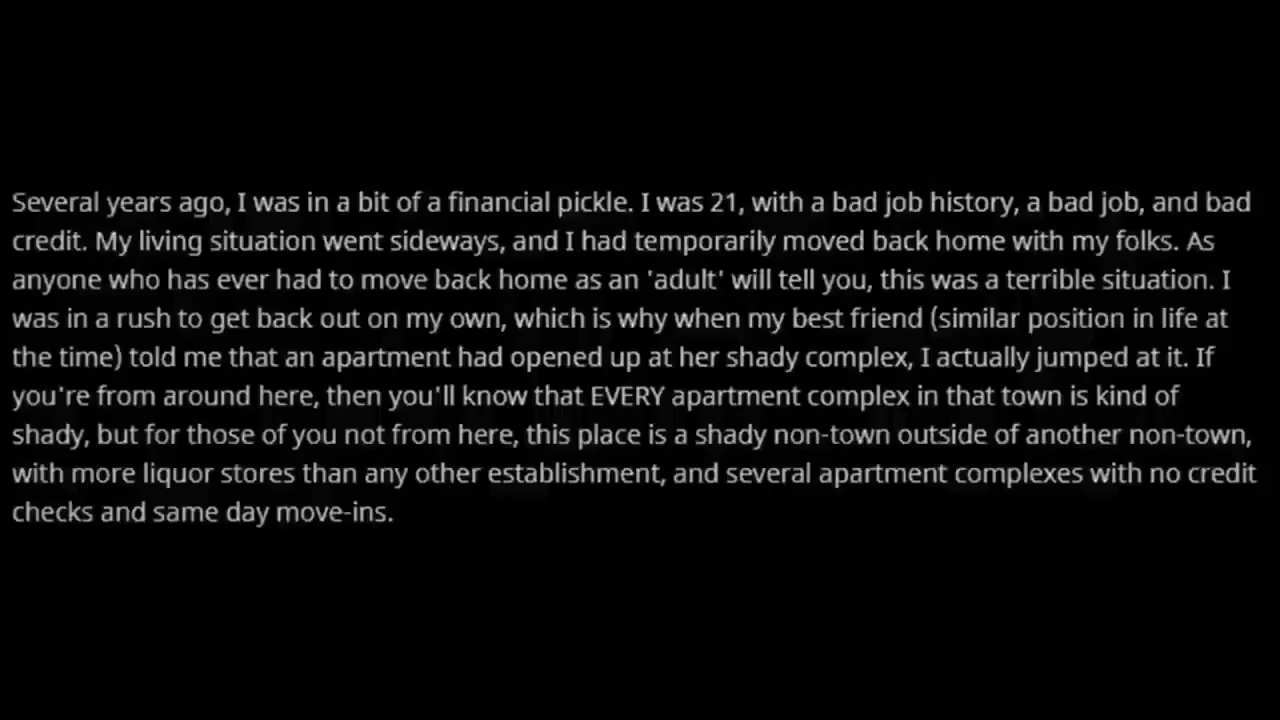 Several years ago, I was in a bit of a financial pickle. I was 21, with a bad job history, a bad job, and bad
credit. My living situation went sideways, and I had temporarily moved back home with my folks. As
anyone who has ever had to move back home as an 'adult' will tell you, this was a terrible situation. I
was in a rush to get back out on my own, which is why when my best friend (similar position in life at
the time) told me that an apartment had opened up at her shady complex, I actually jumped at it. If
you're from around here, then you'll know that EVERY apartment complex in that town is kind of
shady, but for those of you not from here, this place is a shady non-town outside of another non-town,
with more liquor stores than any other establishment, and several apartment complexes with no credit
checks and same day move-ins.